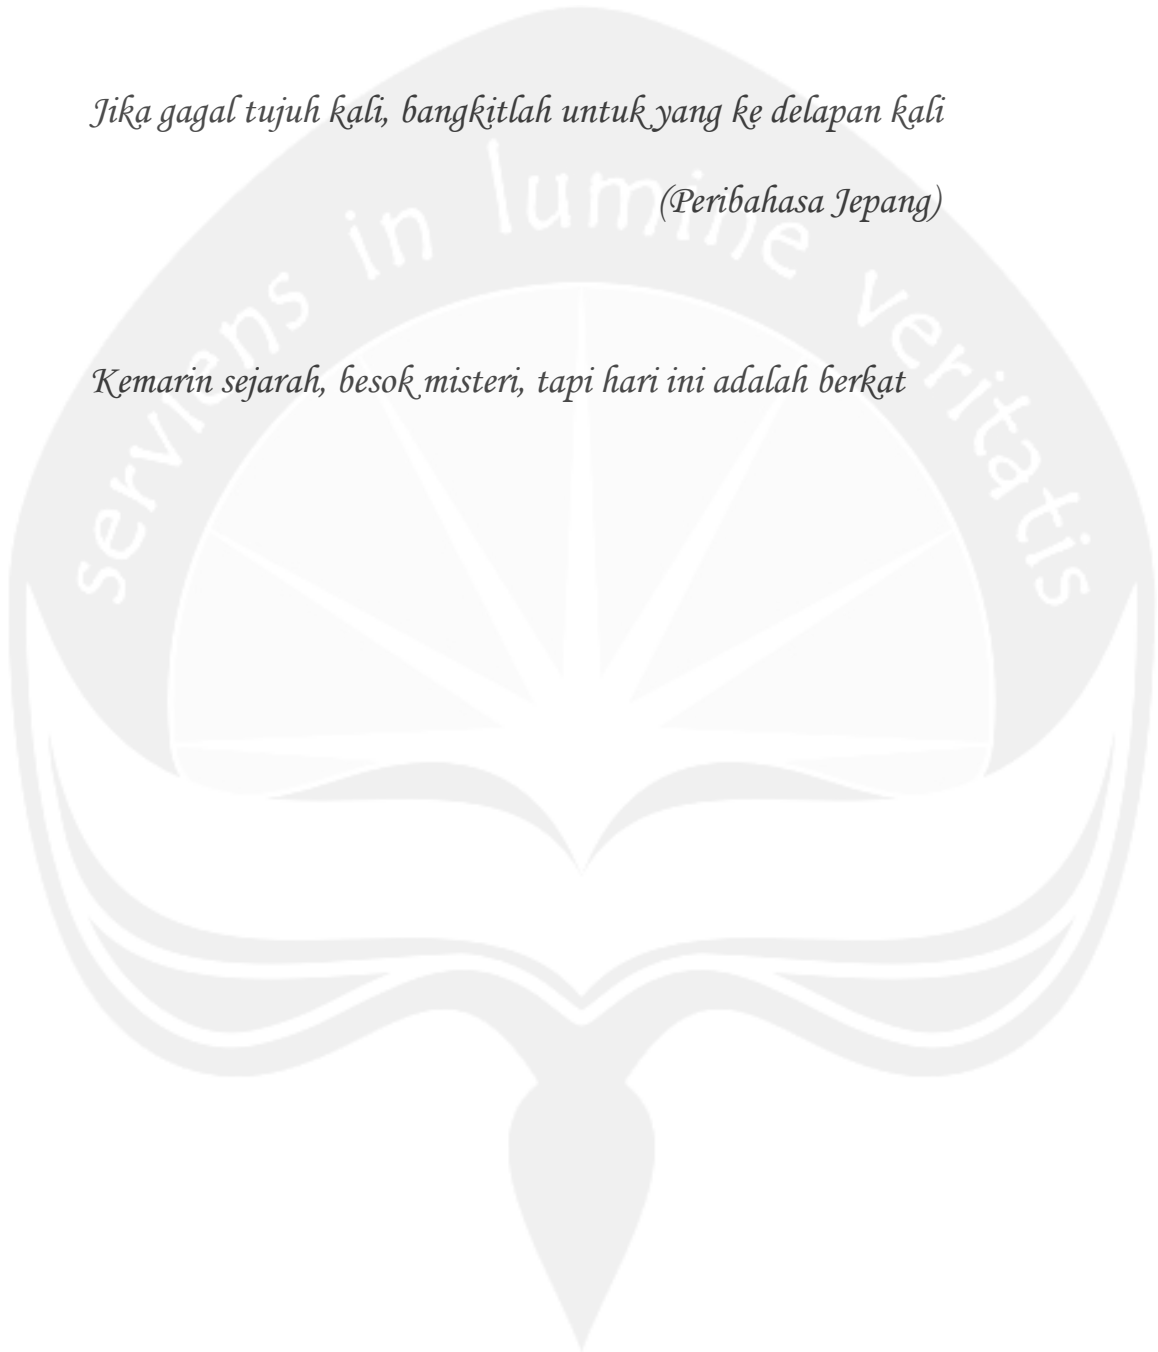 Jika gagal tujuh kali, bangkitlah untuk yang ke delapan kali
(Peribahasa Jepang)
serviens in lumine veritatis
Kemarin sejarah, besok misteri, tapi hari ini adalah berkat